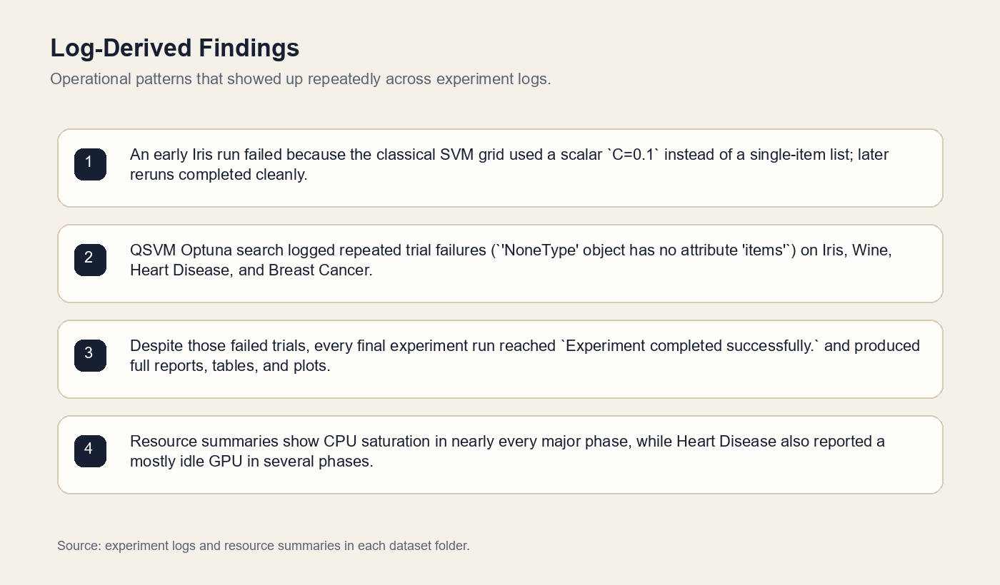 Log-Derived Findings
Operational patterns that showed up repeatedly across experiment logs.
1
An early Iris run failed because the classical SVM grid used a scalar `C=0.1` instead of a single-item list; later
reruns completed cleanly.
2
QSVM Optuna search logged repeated trial failures (`'NoneType' object has no attribute 'items'`) on Iris, Wine,
Heart Disease, and Breast Cancer.
3
Despite those failed trials, every final experiment run reached `Experiment completed successfully.` and produced
full reports, tables, and plots.
4
Resource summaries show CPU saturation in nearly every major phase, while Heart Disease also reported a
mostly idle GPU in several phases.
Source: experiment logs and resource summaries in each dataset folder.